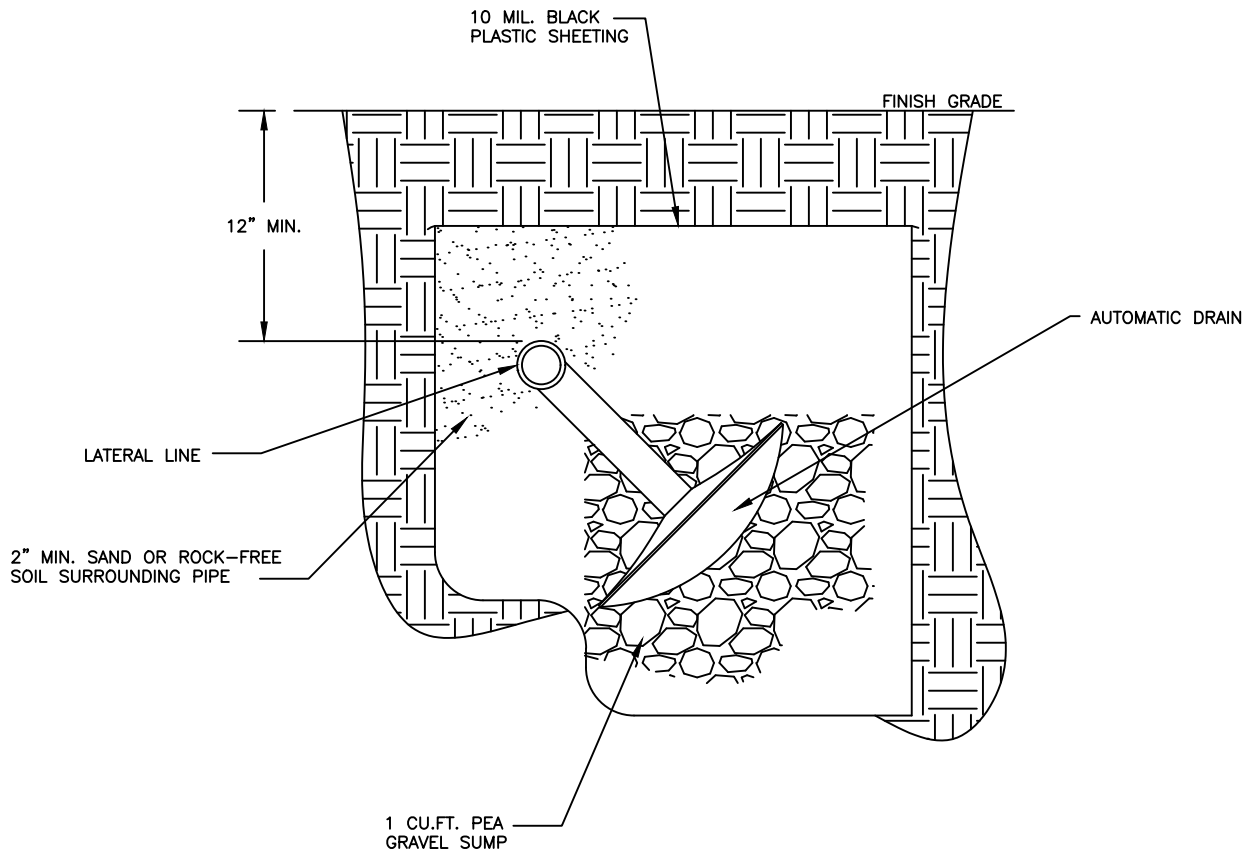 10 MIL. BLACK
PLASTIC SHEETING
FINISH GRADE
12” MIN.
AUTOMATIC DRAIN
LATERAL LINE
2” MIN. SAND OR ROCK–FREE
SOIL SURROUNDING PIPE
1 CU.FT. PEA
GRAVEL SUMP